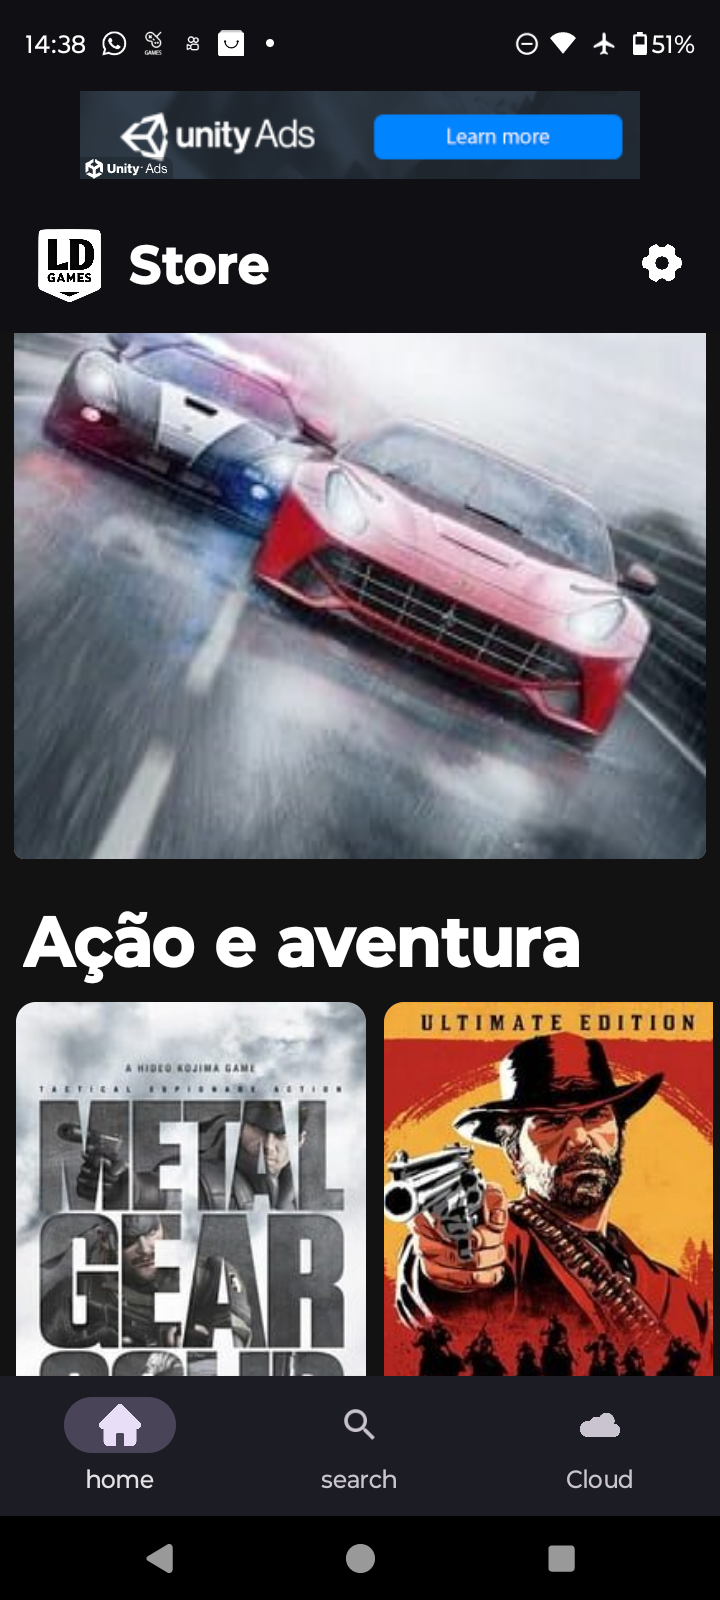 14:38
GAMES
51%
unity Ads
Learn more
Unity Ads
LD
GAMES
Store
Ação e aventura
A HIDEO KOJIMA GAME
TACTICAL ESPIONAGE ACTION
METAL
GEAR
ULTIMATE EDITION
home
search
Cloud